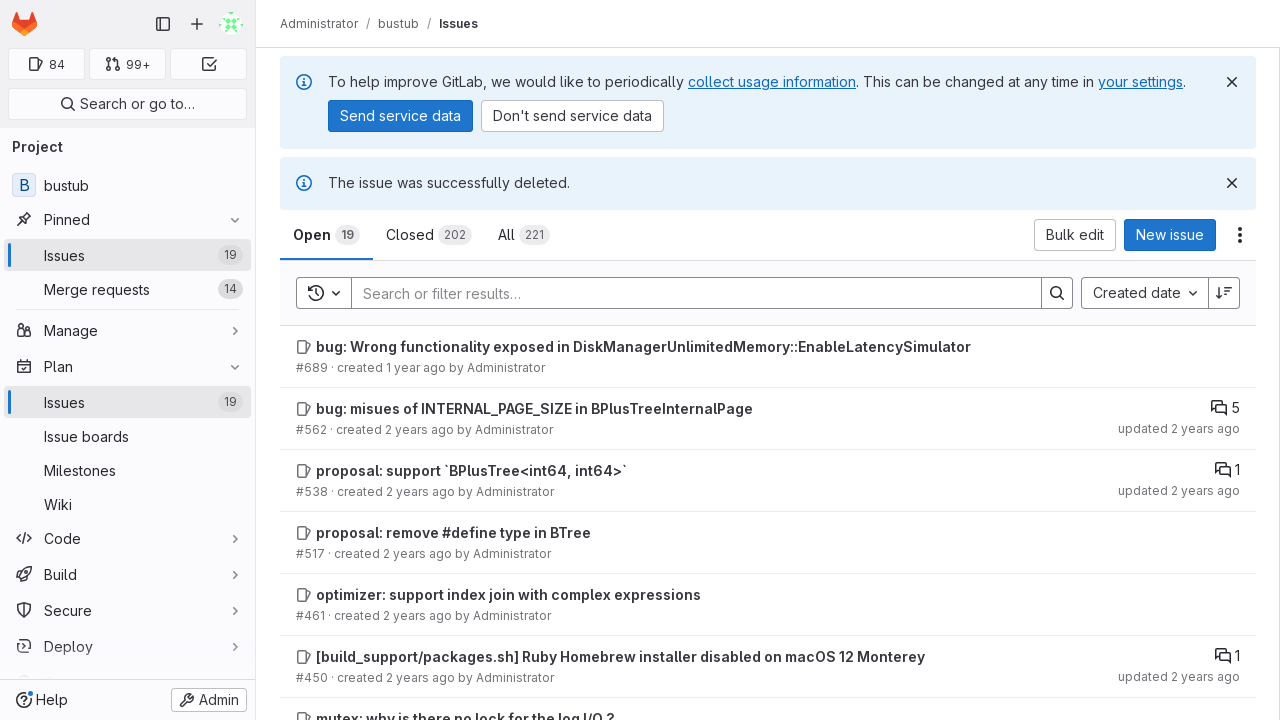 Administrator / bustub / Issues
84
99+
Search or go to…
Project
B bustub
Pinned
Issues 19
Merge requests 14
Manage
Plan
Issues 19
Issue boards
Milestones
Wiki
Code
Build
Secure
Deploy
Help
Admin
To help improve GitLab, we would like to periodically collect usage information. This can be changed at any time in your settings.
Send service data
Don't send service data
The issue was successfully deleted.
Open 19
Closed 202
All 221
Bulk edit
New issue
Search or filter results…
Created date
bug: Wrong functionality exposed in DiskManagerUnlimitedMemory::EnableLatencySimulator
#689 · created 1 year ago by Administrator
bug: misues of INTERNAL_PAGE_SIZE in BPlusTreeInternalPage
5
#562 · created 2 years ago by Administrator
updated 2 years ago
proposal: support `BPlusTree<int64, int64>`
1
#538 · created 2 years ago by Administrator
updated 2 years ago
proposal: remove #define type in BTree
#517 · created 2 years ago by Administrator
optimizer: support index join with complex expressions
#461 · created 2 years ago by Administrator
[build_support/packages.sh] Ruby Homebrew installer disabled on macOS 12 Monterey
1
#450 · created 2 years ago by Administrator
updated 2 years ago
mutex: why is there no lock for the log I/O ?